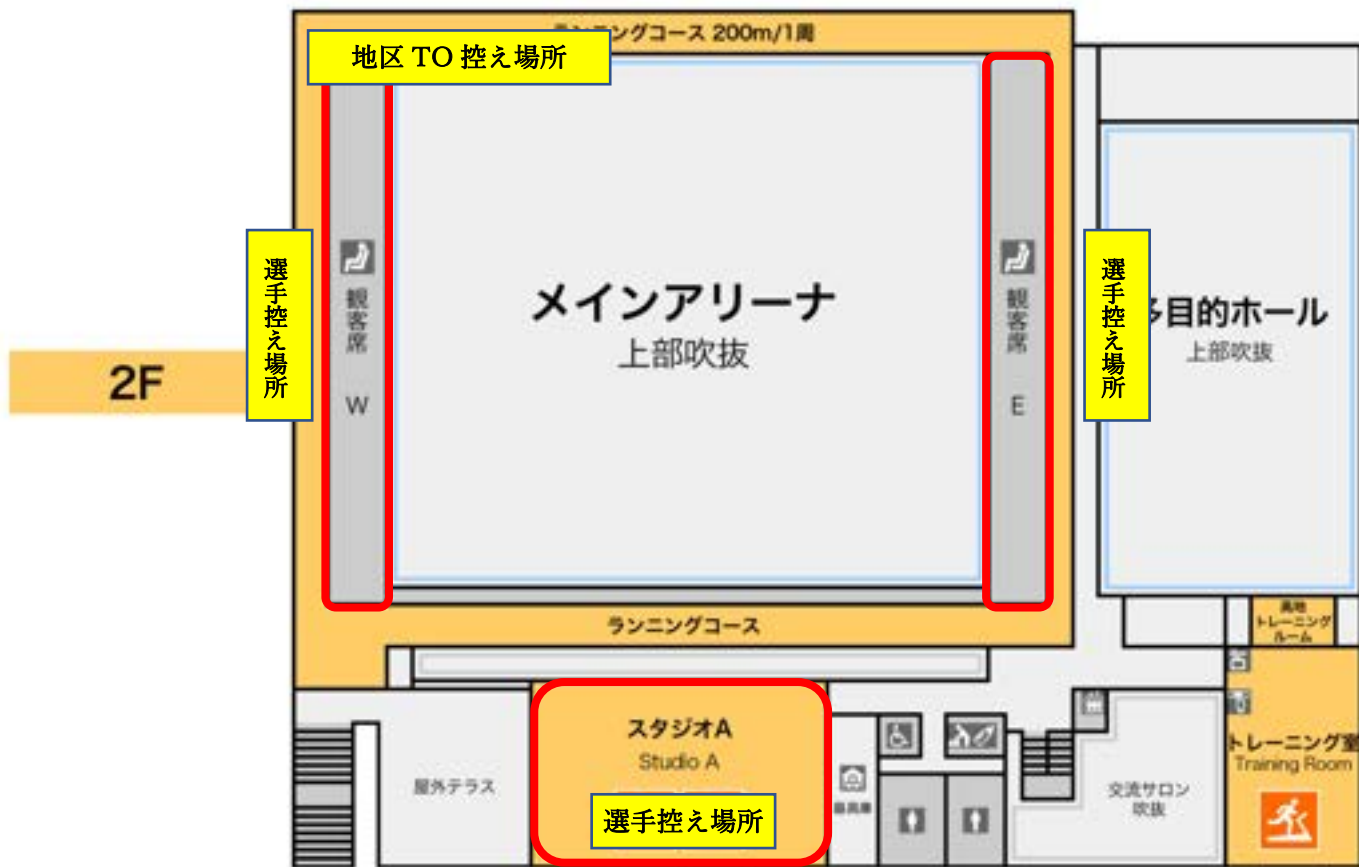 ランニングコース 200m/1周
地区 TO 控え場所
選手控え場所
観客席
W
メインアリーナ
上部吹抜
観客席
E
選手控え場所
多目的ホール
上部吹抜
2F
ランニングコース
高地
トレーニング
ルーム
スタジオA
Studio A
選手控え場所
屋外テラス
器具庫
交流サロン
吹抜
トレーニング室
Training Room